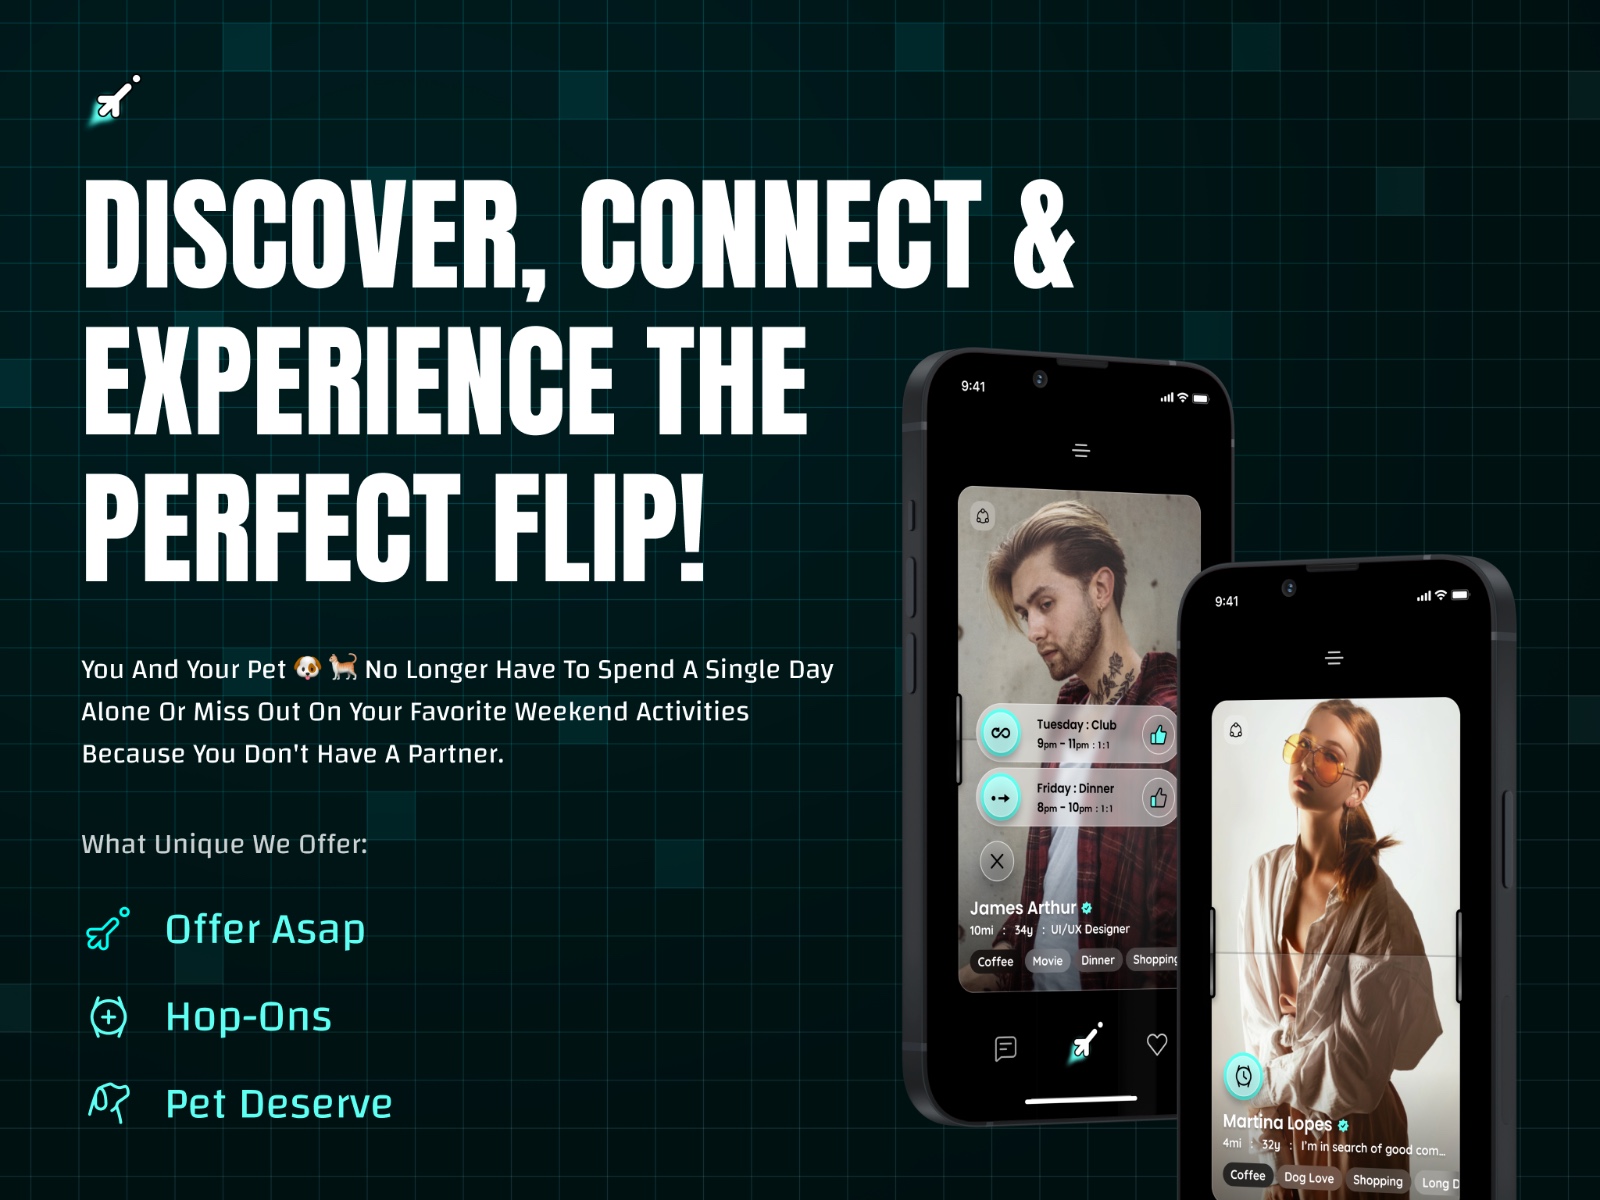 DISCOVER, CONNECT &
EXPERIENCE THE
PERFECT FLIP!
You And Your Pet 🐶 🐈 No Longer Have To Spend A Single Day
Alone Or Miss Out On Your Favorite Weekend Activities
Because You Don't Have A Partner.
What Unique We Offer:
Offer Asap
Hop-Ons
Pet Deserve
9:41
Tuesday : Club
9pm - 11pm : 1:1
Friday : Dinner
8pm - 10pm : 1:1
James Arthur
10mi : 34y : UI/UX Designer
Coffee Movie Dinner Shopping
9:41
Martina Lopes
4mi : 32y : I'm in search of good com...
Coffee Dog Love Shopping Long D